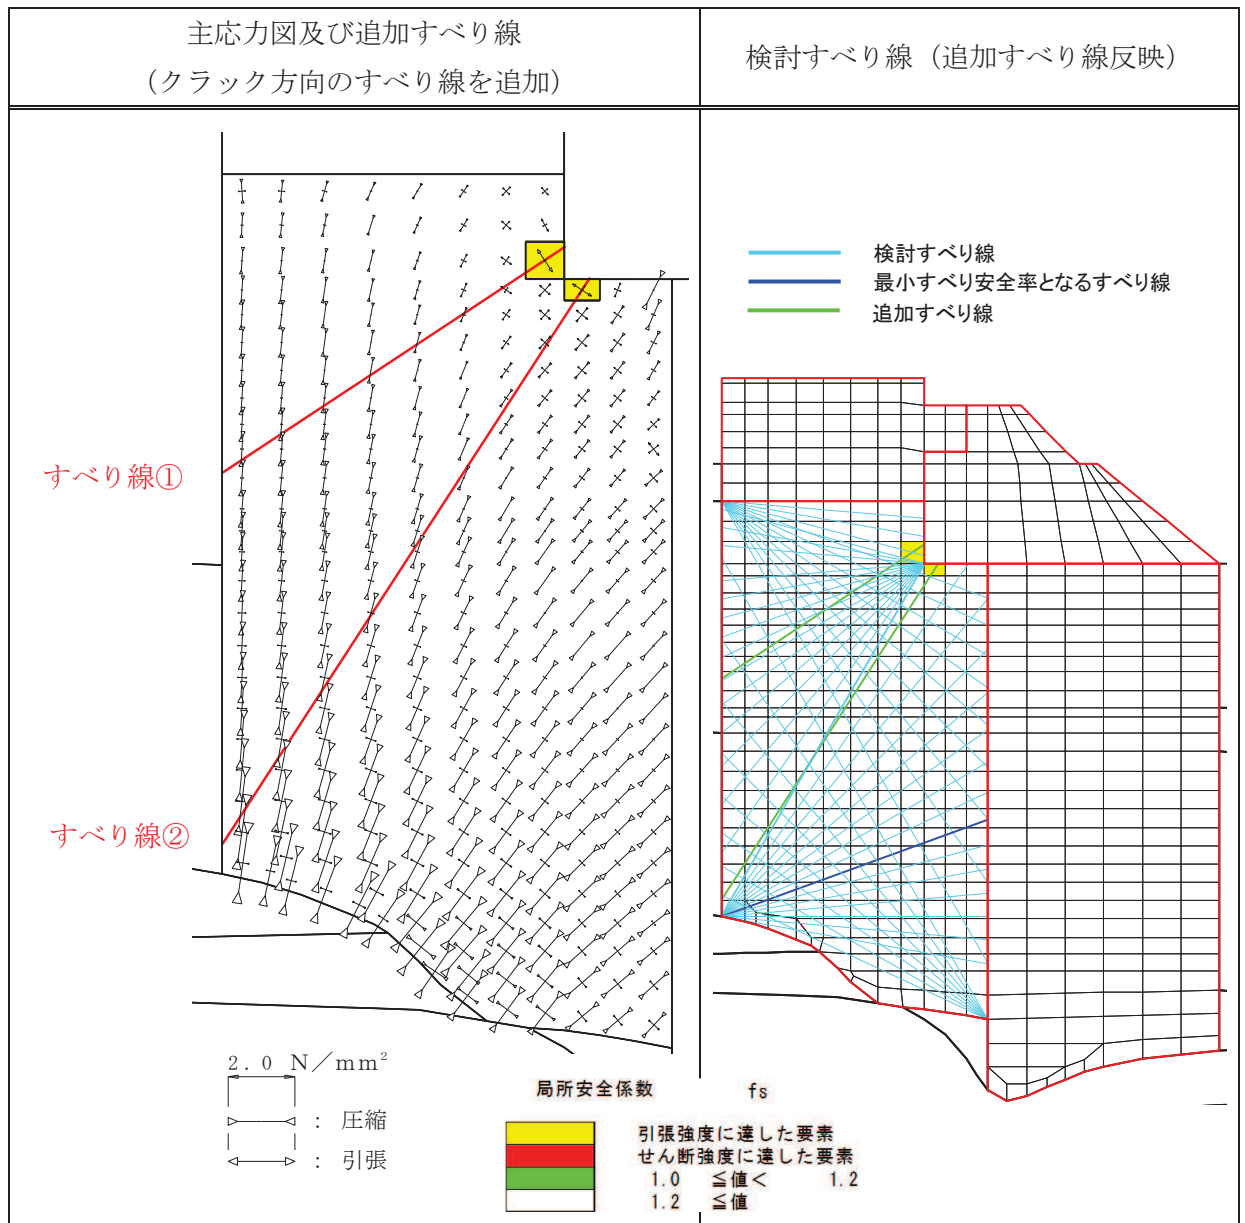 主応力図及び追加すべり線
（クラック方向のすべり線を追加）
検討すべり線（追加すべり線反映）
検討すべり線
最小すべり安全率となるすべり線
追加すべり線
すべり線①
すべり線②
2.0 N／mm²
： 圧縮
： 引張
局所安全係数 fs
引張強度に達した要素
せん断強度に達した要素
1.0 ≦値＜ 1.2
1.2 ≦値